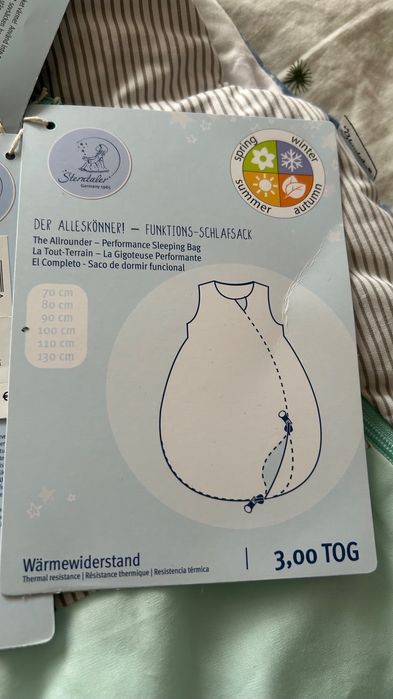 Sterntaler
Germany 1965
spring
winter
summer
autumn
DER ALLESKÖNNER! – FUNKTIONS-SCHLAFSACK
The Allrounder – Performance Sleeping Bag
La Tout-Terrain – La Gigoteuse Performante
El Completo - Saco de dormir funcional
70 cm
80 cm
90 cm
100 cm
110 cm
130 cm
Wärmewiderstand
Thermal resistance | Résistance thermique | Resistencia térmica
3,00 TOG
€